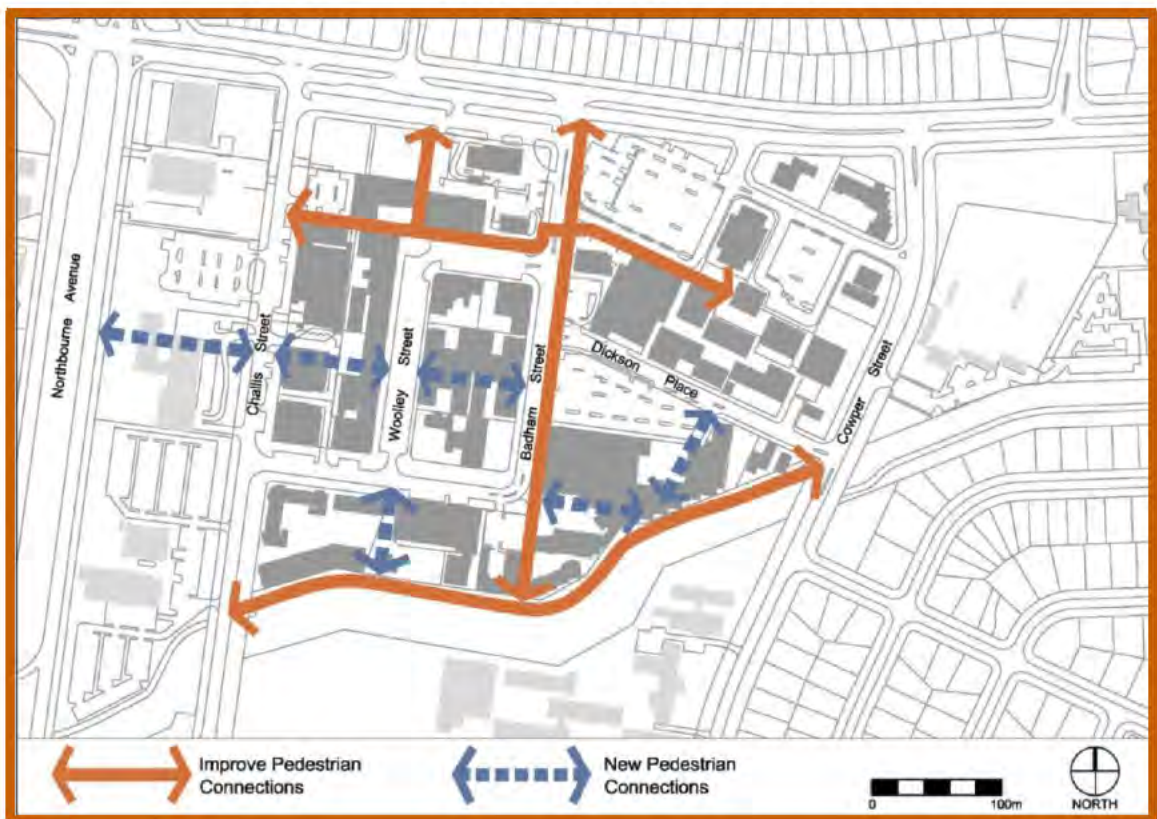 Northbourne Avenue
Challis Street
Woolley Street
Badham Street
Dickson Place
Cowper Street
Improve Pedestrian
Connections
New Pedestrian
Connections
0 100m
NORTH